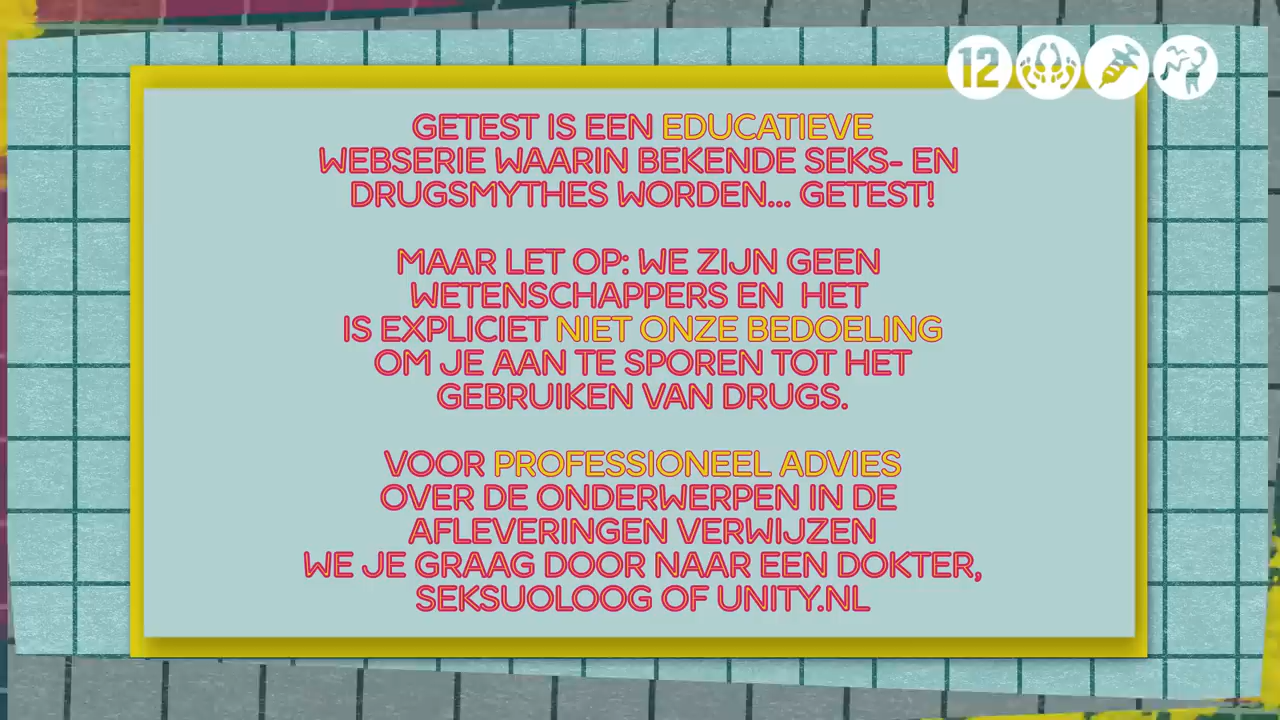 12
GETEST IS EEN EDUCATIEVE
WEBSERIE WAARIN BEKENDE SEKS- EN
DRUGSMYTHES WORDEN... GETEST!
MAAR LET OP: WE ZIJN GEEN
WETENSCHAPPERS EN HET
IS EXPLICIET NIET ONZE BEDOELING
OM JE AAN TE SPOREN TOT HET
GEBRUIKEN VAN DRUGS.
VOOR PROFESSIONEEL ADVIES
OVER DE ONDERWERPEN IN DE
AFLEVERINGEN VERWIJZEN
WE JE GRAAG DOOR NAAR EEN DOKTER,
SEKSUOLOOG OF UNITY.NL